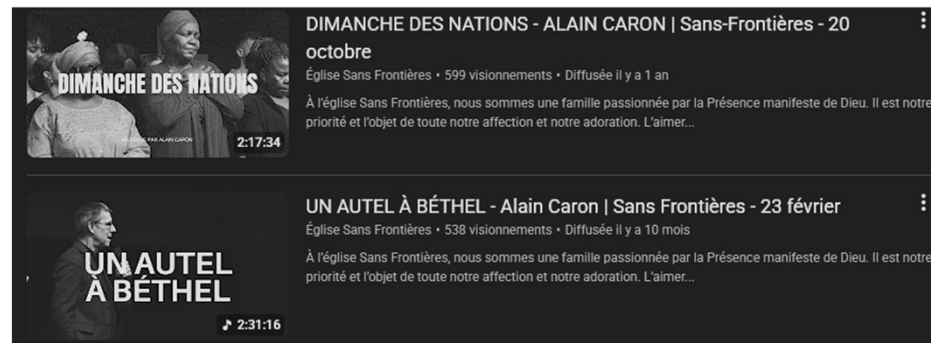 DIMANCHE DES NATIONS
PAR ALAIN CARON
2:17:34
DIMANCHE DES NATIONS - ALAIN CARON | Sans-Frontières - 20
octobre
Église Sans Frontières • 599 visionnements • Diffusée il y a 1 an
À l'église Sans Frontières, nous sommes une famille passionnée par la Présence manifeste de Dieu. Il est notre
priorité et l'objet de toute notre affection et notre adoration. L'aimer...
UN AUTEL
À BÉTHEL
2:31:16
UN AUTEL À BÉTHEL - Alain Caron | Sans Frontières - 23 février
Église Sans Frontières • 538 visionnements • Diffusée il y a 10 mois
À l'église Sans Frontières, nous sommes une famille passionnée par la Présence manifeste de Dieu. Il est notre
priorité et l'objet de toute notre affection et notre adoration. L'aimer...